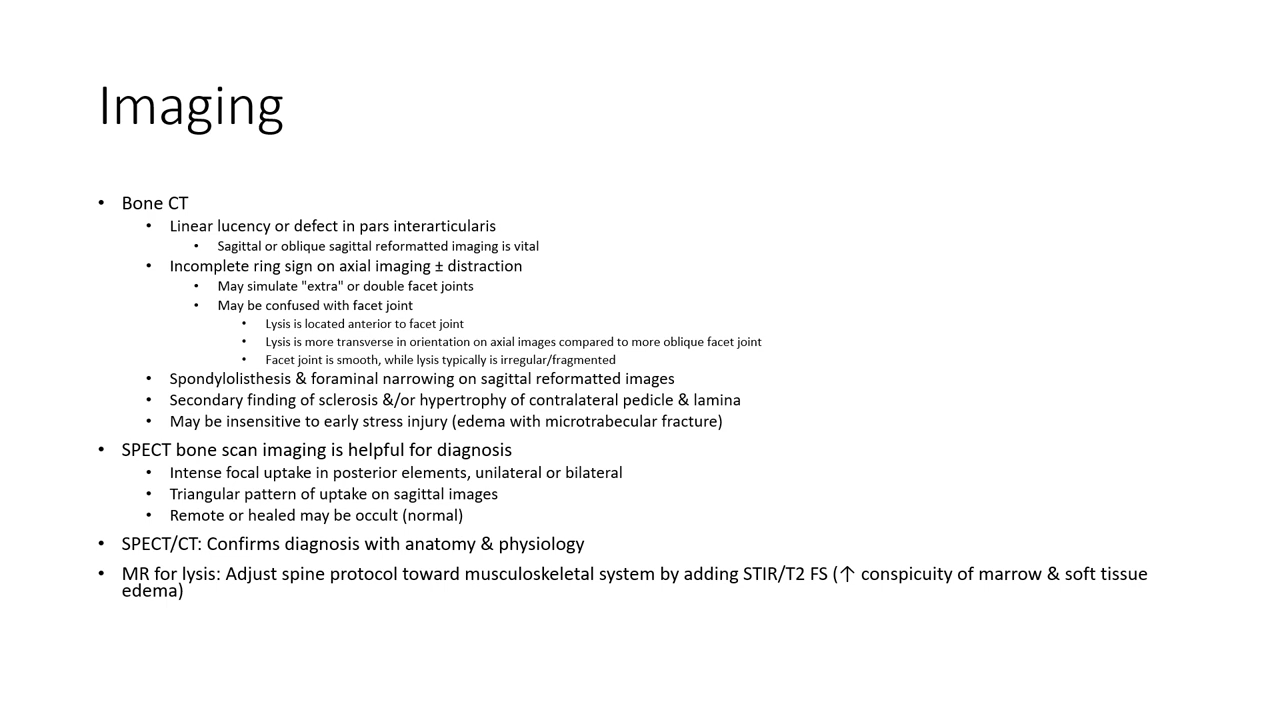 Imaging
• Bone CT
• Linear lucency or defect in pars interarticularis
• Sagittal or oblique sagittal reformatted imaging is vital
• Incomplete ring sign on axial imaging ± distraction
• May simulate "extra" or double facet joints
• May be confused with facet joint
• Lysis is located anterior to facet joint
• Lysis is more transverse in orientation on axial images compared to more oblique facet joint
• Facet joint is smooth, while lysis typically is irregular/fragmented
• Spondylolisthesis & foraminal narrowing on sagittal reformatted images
• Secondary finding of sclerosis &/or hypertrophy of contralateral pedicle & lamina
• May be insensitive to early stress injury (edema with microtrabecular fracture)
• SPECT bone scan imaging is helpful for diagnosis
• Intense focal uptake in posterior elements, unilateral or bilateral
• Triangular pattern of uptake on sagittal images
• Remote or healed may be occult (normal)
• SPECT/CT: Confirms diagnosis with anatomy & physiology
• MR for lysis: Adjust spine protocol toward musculoskeletal system by adding STIR/T2 FS (↑ conspicuity of marrow & soft tissue
edema)